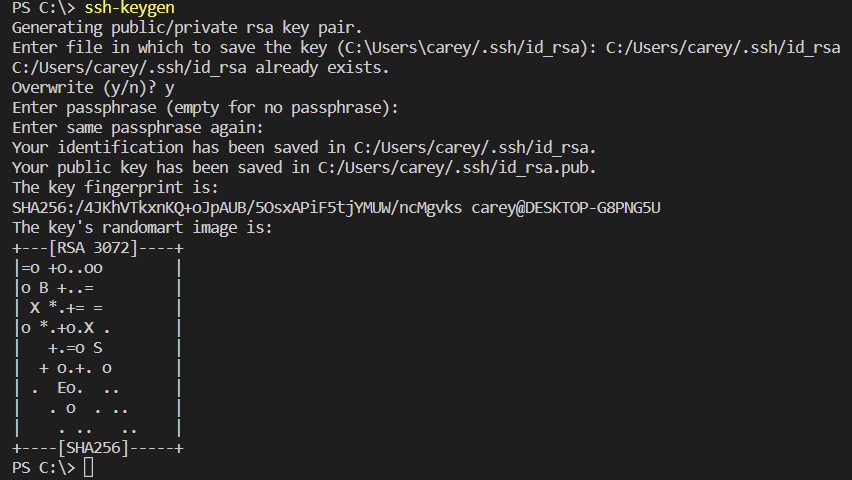 PS C:\> ssh-keygen
Generating public/private rsa key pair.
Enter file in which to save the key (C:\Users\carey/.ssh/id_rsa): C:/Users/carey/.ssh/id_rsa
C:/Users/carey/.ssh/id_rsa already exists.
Overwrite (y/n)? y
Enter passphrase (empty for no passphrase):
Enter same passphrase again:
Your identification has been saved in C:/Users/carey/.ssh/id_rsa.
Your public key has been saved in C:/Users/carey/.ssh/id_rsa.pub.
The key fingerprint is:
SHA256:/4JKhVTkxnKQ+oJpAUB/5OsxAPiF5tjYMUW/ncMgvks carey@DESKTOP-G8PNG5U
The key's randomart image is:
+---[RSA 3072]----+
|=o +o..oo        |
|o B +..=         |
| X *.+= =        |
|o *.+o.X .       |
|   +.=o S        |
|  + o.+. o       |
| .  Eo.  ..      |
|   . o  . ..     |
|    . ..   ..    |
+----[SHA256]-----+
PS C:\>